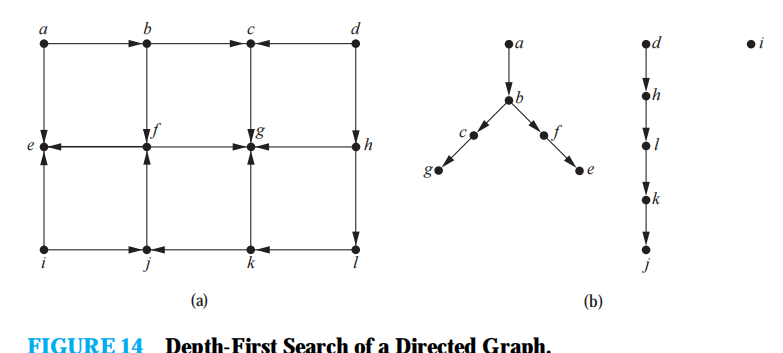 a b c d
e f g h
i j k l
(a)
a d i
b h
c f l
g e k
j
(b)
FIGURE 14 Depth-First Search of a Directed Graph.